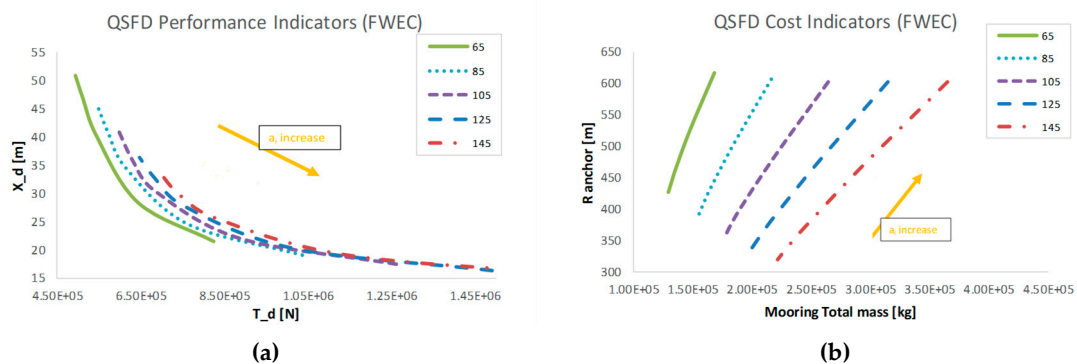 QSFD Performance Indicators (FWEC)
55
50
45
40
35
30
25
20
15
X_d [m]
4.50E+05 6.50E+05 8.50E+05 1.05E+06 1.25E+06 1.45E+06
T_d [N]
65
85
105
125
145
aᵢ increase
(a)
QSFD Cost Indicators (FWEC)
650
600
550
500
450
400
350
300
R anchor [m]
1.00E+05 1.50E+05 2.00E+05 2.50E+05 3.00E+05 3.50E+05 4.00E+05 4.50E+05
Mooring Total mass [kg]
65
85
105
125
145
aᵢ increase
(b)